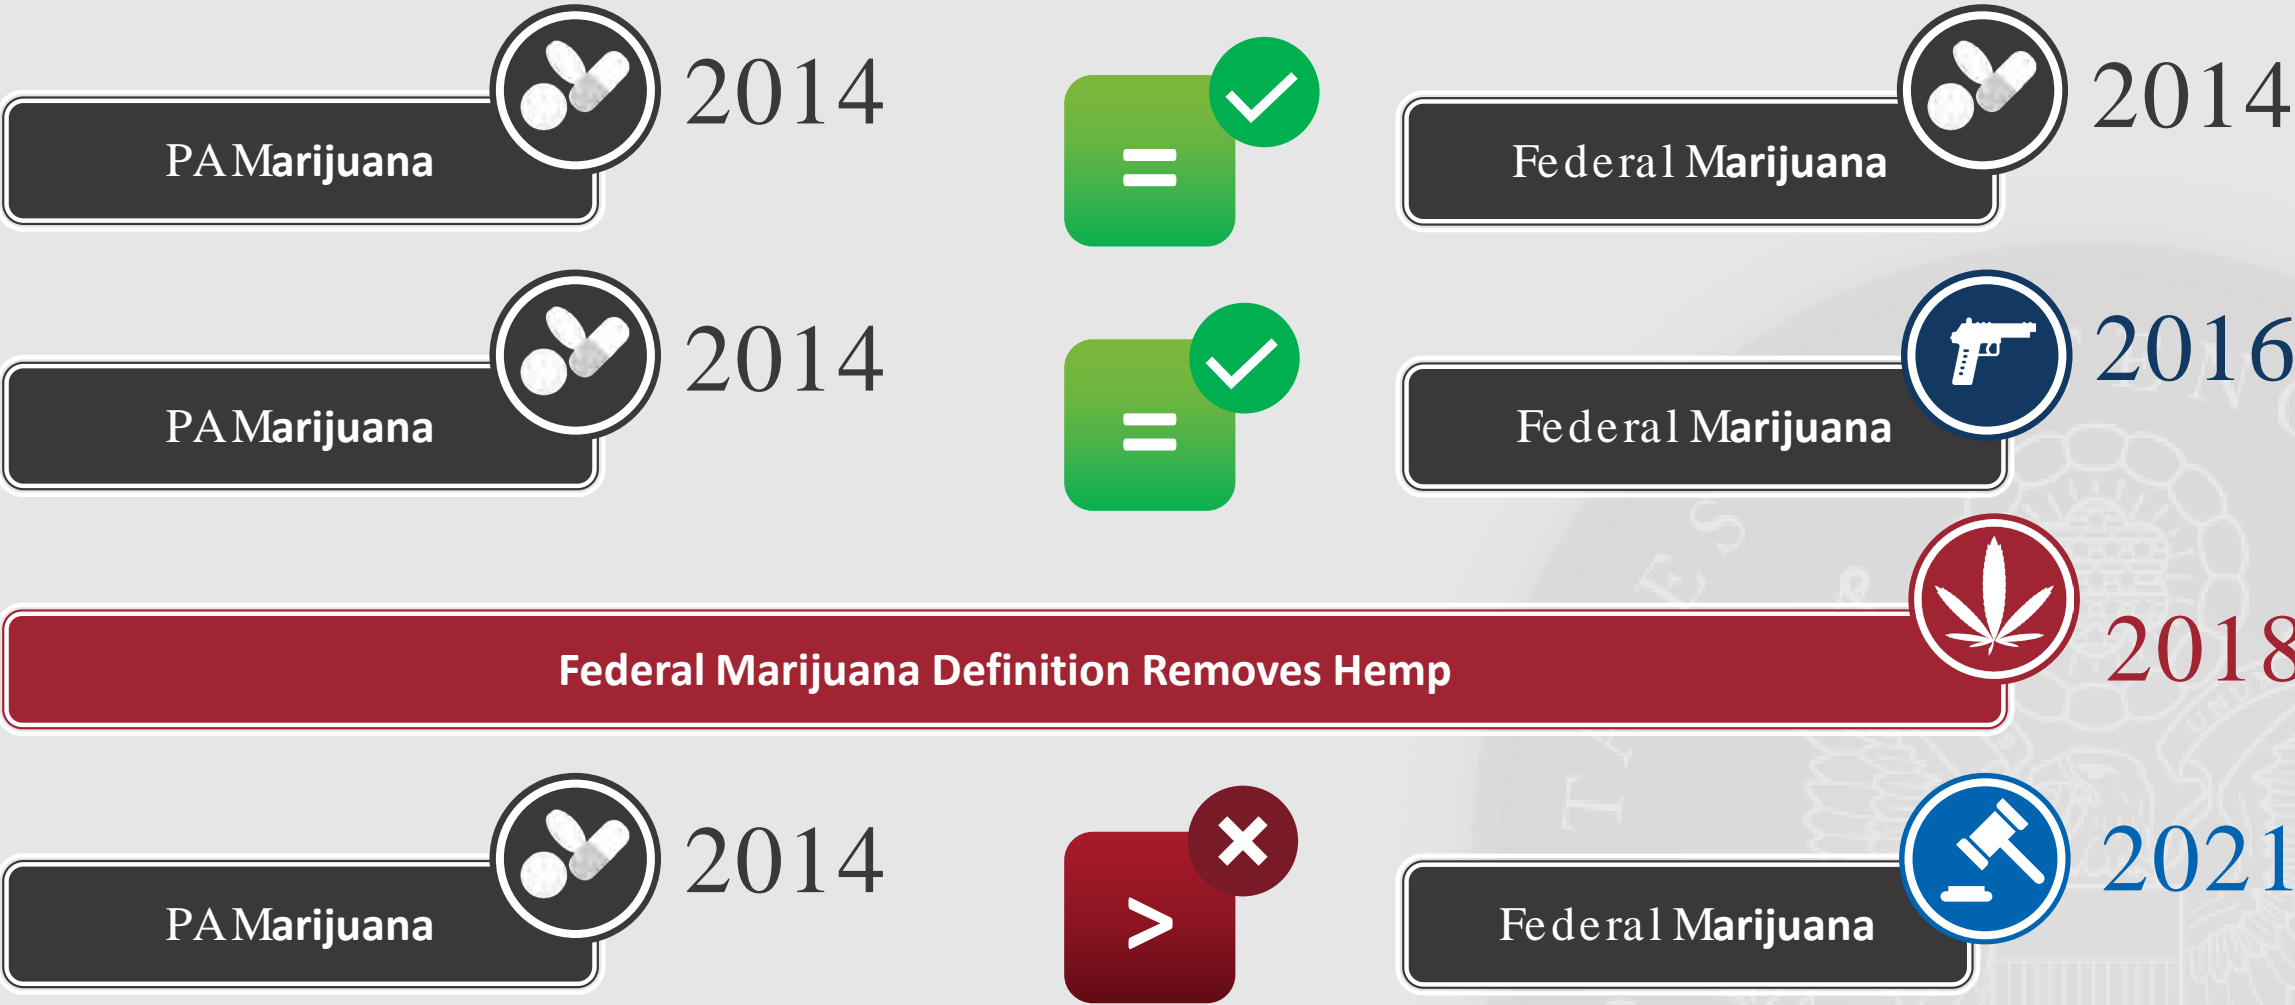 2014
=
2014
PA Marijuana
Federal Marijuana
2014
=
2016
PA Marijuana
Federal Marijuana
Federal Marijuana Definition Removes Hemp
2018
2014
>
2021
PA Marijuana
Federal Marijuana